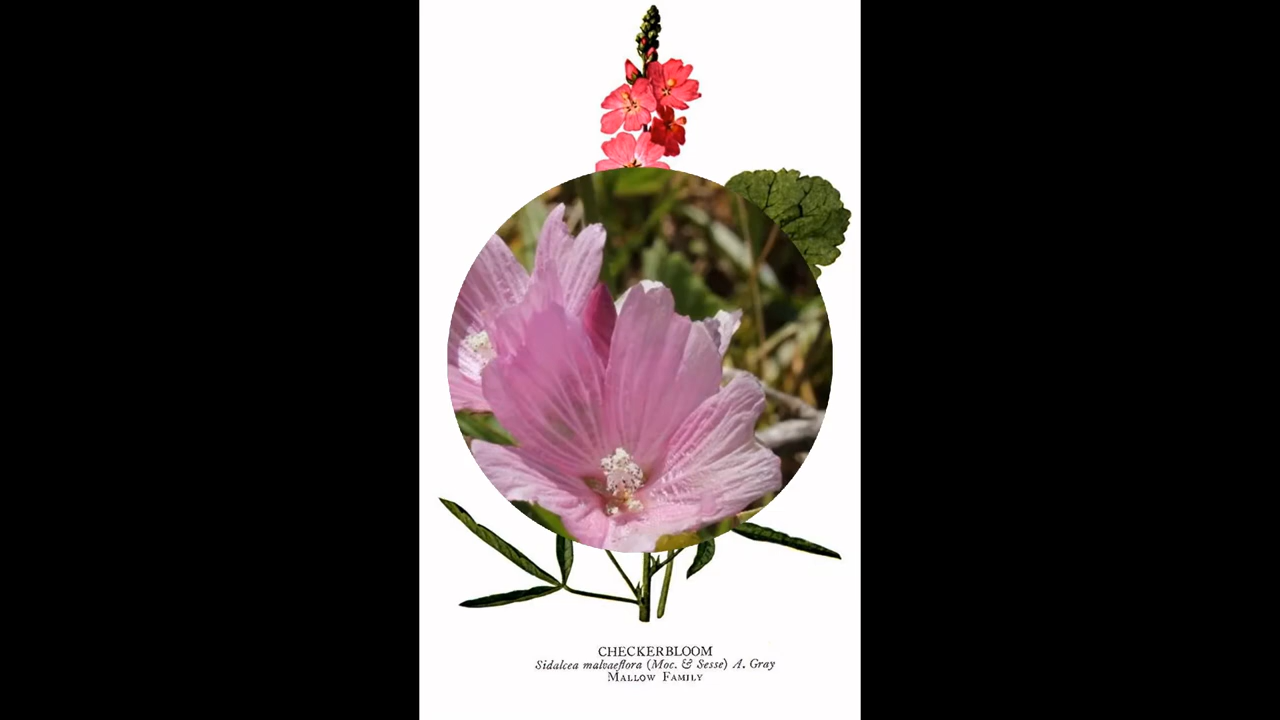 CHECKERBLOOM
Sidalcea malvaeflora (Moc. & Sesse) A. Gray
MALLOW FAMILY